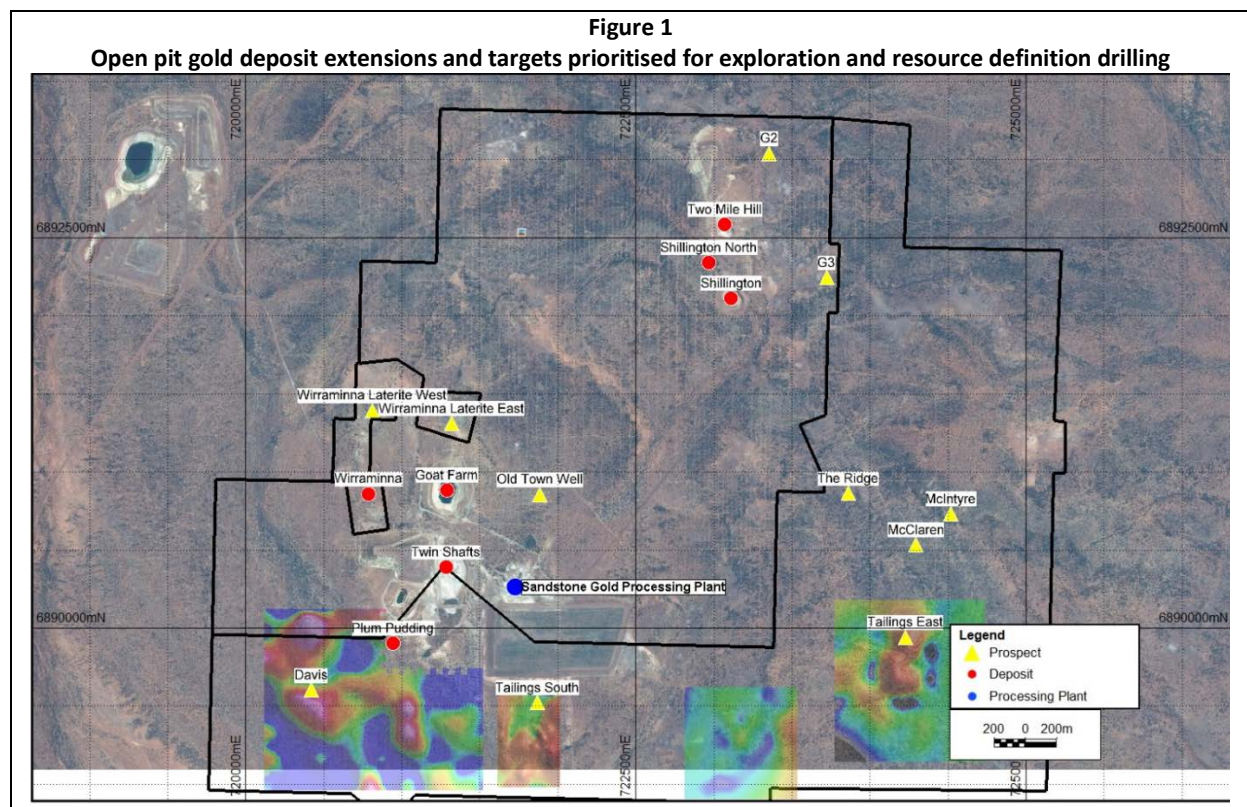 Figure 1
Open pit gold deposit extensions and targets prioritised for exploration and resource definition drilling
720000mE
722500mE
725000mE
G2
Two Mile Hill
6892500mN
6892500mN
Shillington North
G3
Shillington
Wirraminna Laterite West
Wirraminna Laterite East
Wirraminna
Goat Farm
Old Town Well
The Ridge
McIntyre
McClaren
Twin Shafts
Sandstone Gold Processing Plant
6890000mN
6890000mN
Plum Pudding
Tailings East
Davis
Tailings South
Legend
Prospect
Deposit
Processing Plant
200 0 200m
720000mE
722500mE
725000mE